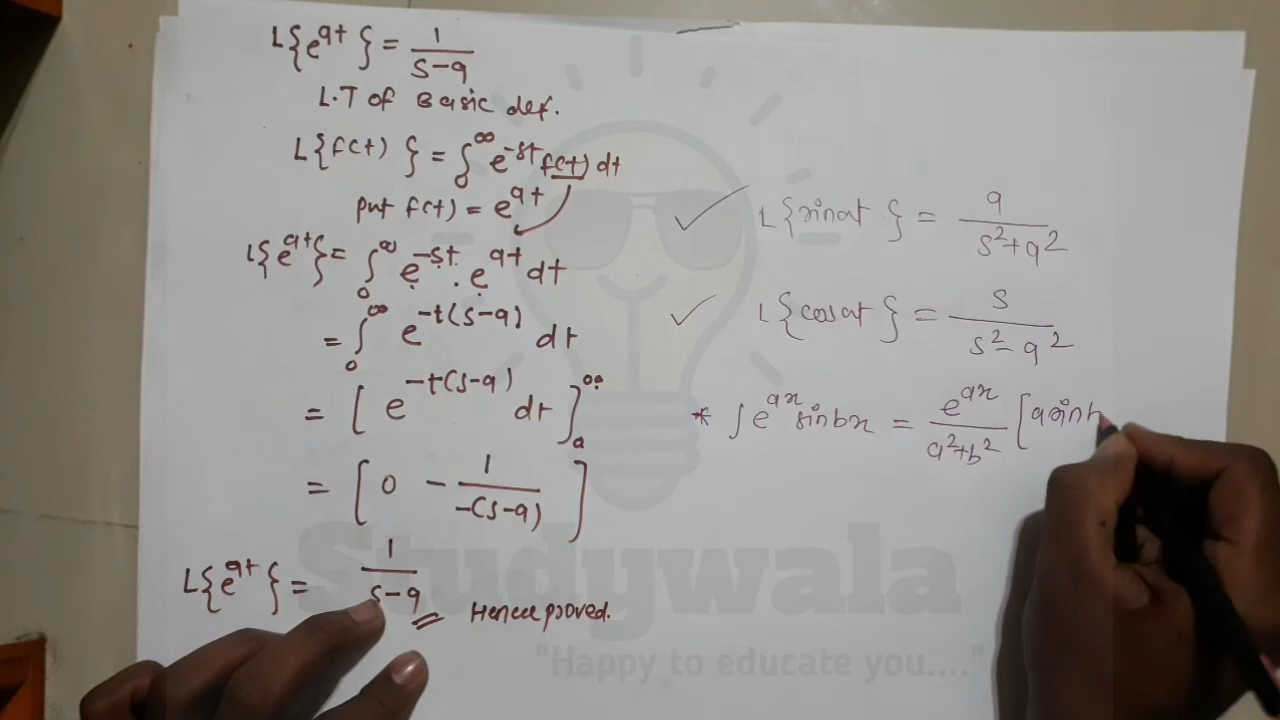 L{e^at} = 1/(s-a)
L.T of Basic def.
L{f(t)} = ∫₀^∞ e^-st f(t) dt
put f(t) = e^at
L{e^at} = ∫₀^∞ e^-st . e^at dt
= ∫₀^∞ e^-t(s-a) dt
= [e^-t(s-a) dt]ₐ^∞
= [0 - 1/-(s-a)]
L{e^at} = 1/(s-a) Hence proved.
L{sinat} = a/(s²+a²)
L{cosat} = s/(s²-a²)
* ∫e^ax sinbx = e^ax/(a²+b²) [asinb
Studywala
"Happy to educate you...."